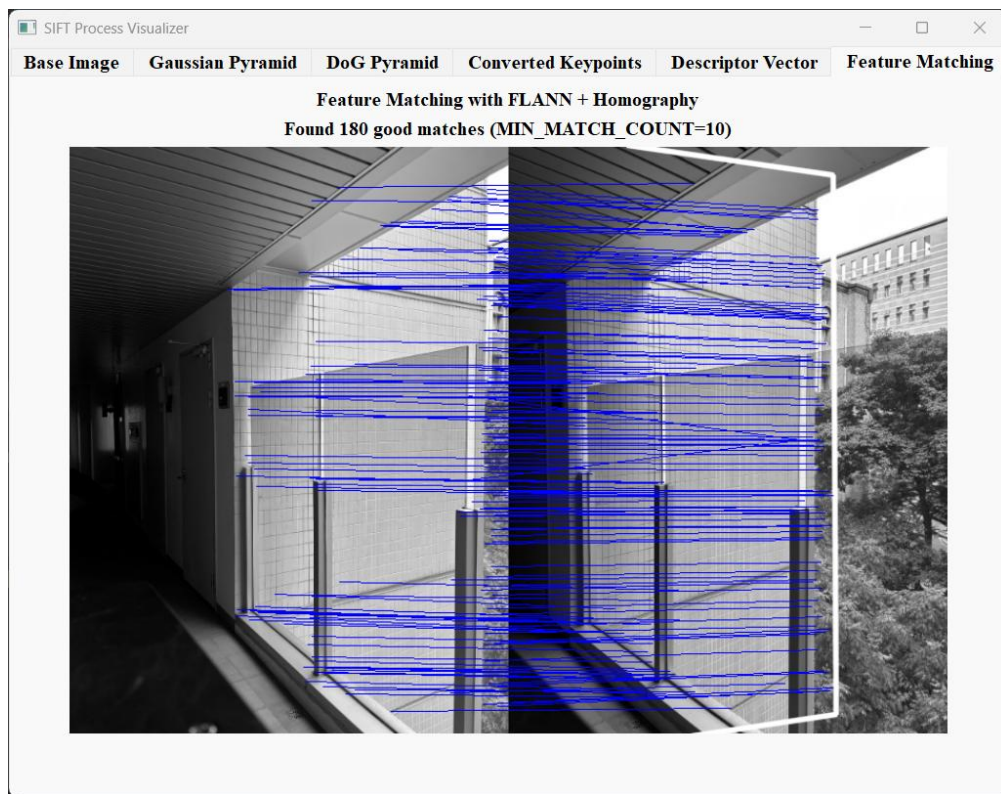 SIFT Process Visualizer
Base Image Gaussian Pyramid DoG Pyramid Converted Keypoints Descriptor Vector Feature Matching
Feature Matching with FLANN + Homography
Found 180 good matches (MIN_MATCH_COUNT=10)